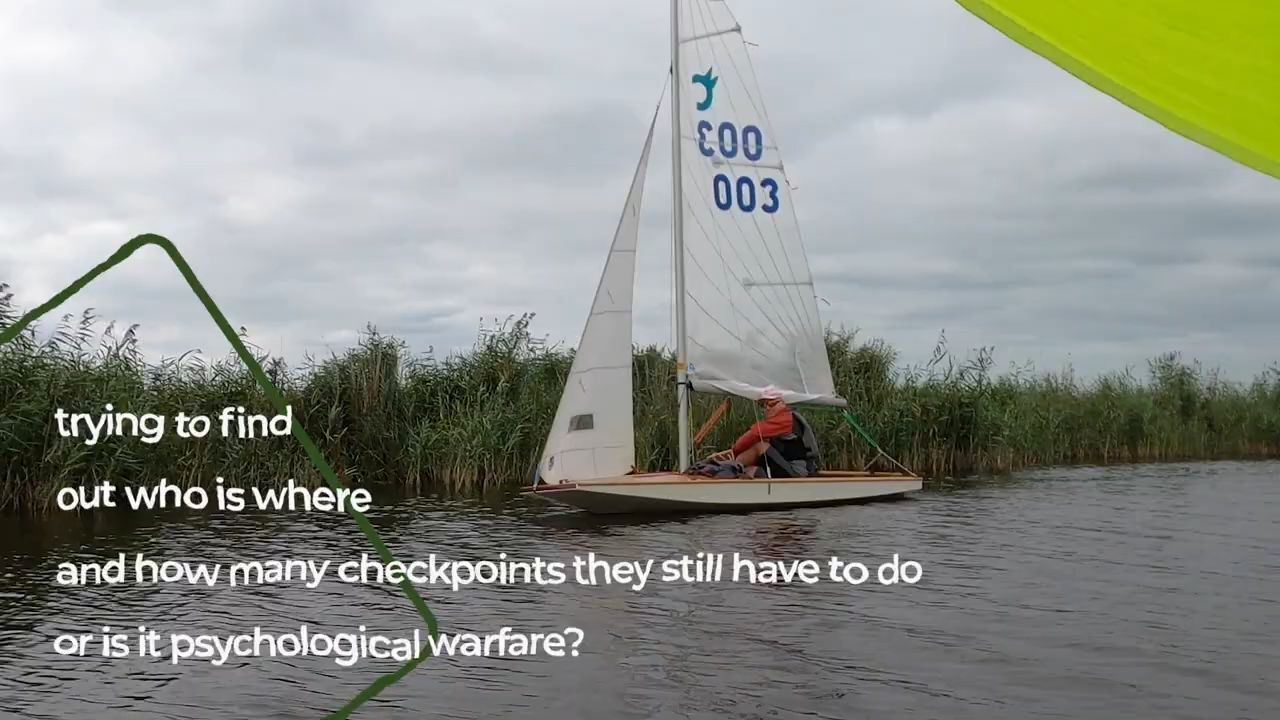 003
003
trying to find
out who is where
and how many checkpoints they still have to do
or is it psychological warfare?